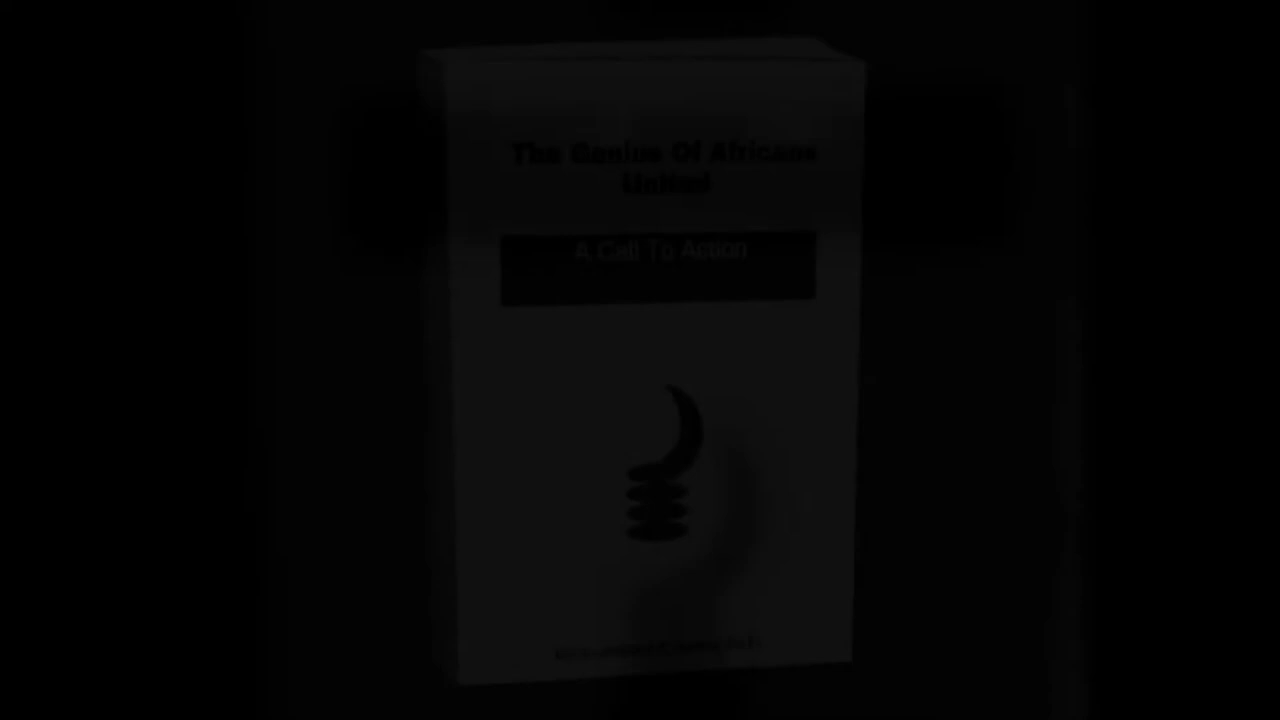 The Genius Of Africans
United
A Call To Action